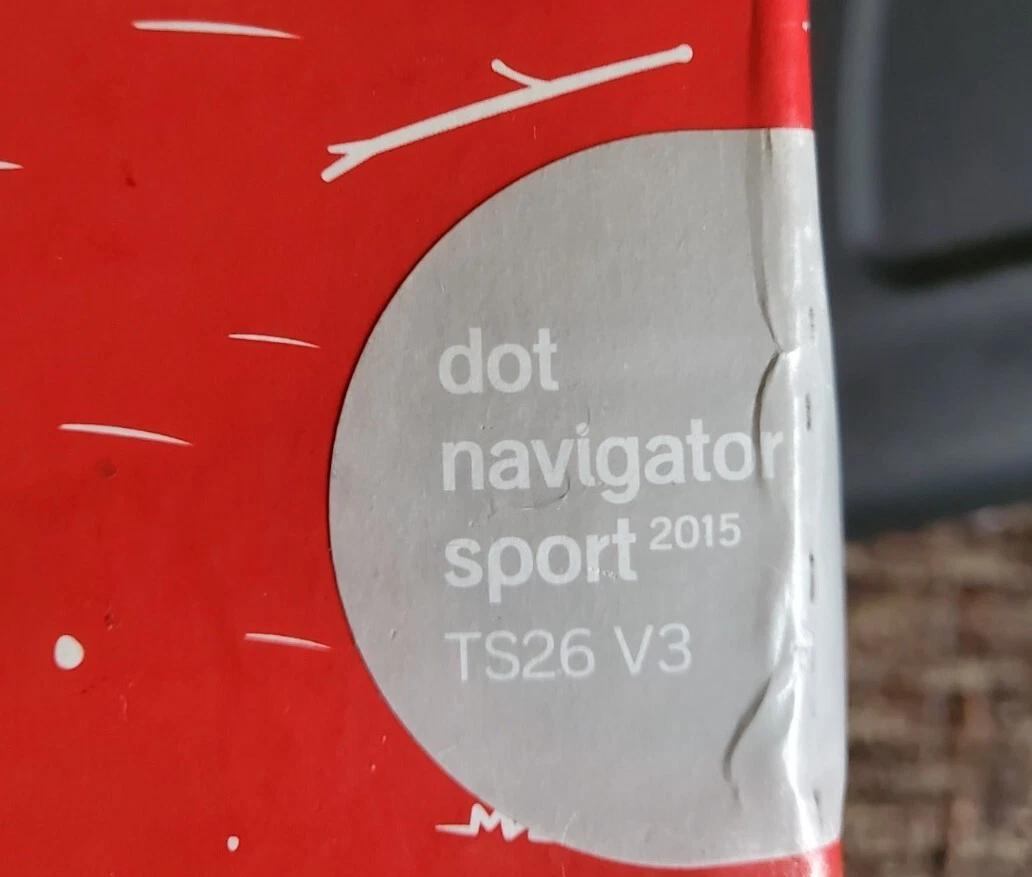 dot
navigator
sport 2015
TS26 V3